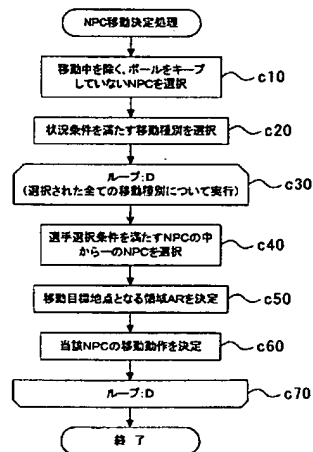 NPC移動決定処理
移動中を除く、ボールをキープ
していないNPCを選択
c10
状況条件を満たす移動種別を選択
c20
ループ:D
(選択された全ての移動種別について実行)
c30
選手選択条件を満たすNPCの中
から一のNPCを選択
c40
移動目標地点となる領域ARを決定
c50
当該NPCの移動動作を決定
c60
ループ:D
c70
終了